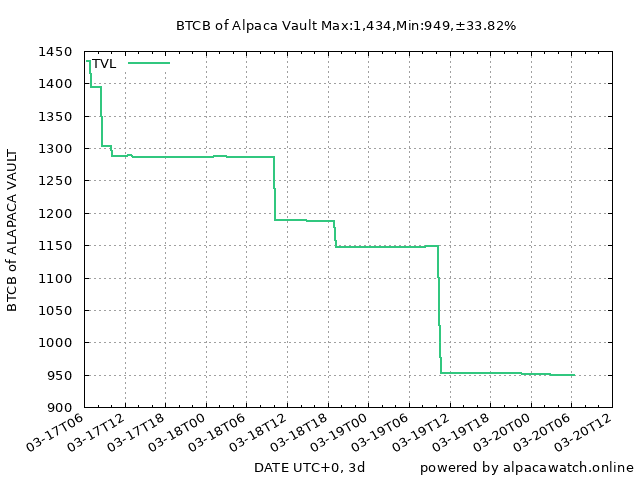 BTCB of Alpaca Vault Max:1,434,Min:949,±33.82%
1450
1400
1350
1300
1250
1200
1150
1100
1050
1000
950
900
BTCB of ALAPACA VAULT
TVL
03-17T06
03-17T12
03-17T18
03-18T00
03-18T06
03-18T12
03-18T18
03-19T00
03-19T06
03-19T12
03-19T18
03-20T00
03-20T06
03-20T12
DATE UTC+0, 3d
powered by alpacawatch.online